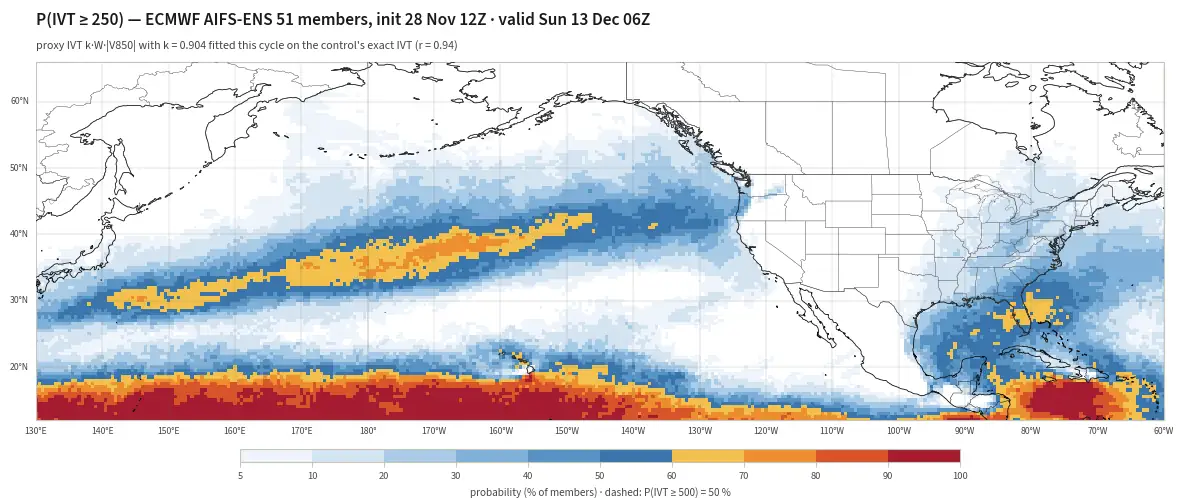 P(IVT ≥ 250) — ECMWF AIFS-ENS 51 members, init 28 Nov 12Z · valid Sun 13 Dec 06Z
proxy IVT k·W·|V850| with k = 0.904 fitted this cycle on the control's exact IVT (r = 0.94)
60°N
50°N
40°N
30°N
20°N
130°E 140°E 150°E 160°E 170°E 180° 170°W 160°W 150°W 140°W 130°W 120°W 110°W 100°W 90°W 80°W 70°W 60°W
5 10 20 30 40 50 60 70 80 90 100
probability (% of members) · dashed: P(IVT ≥ 500) = 50 %